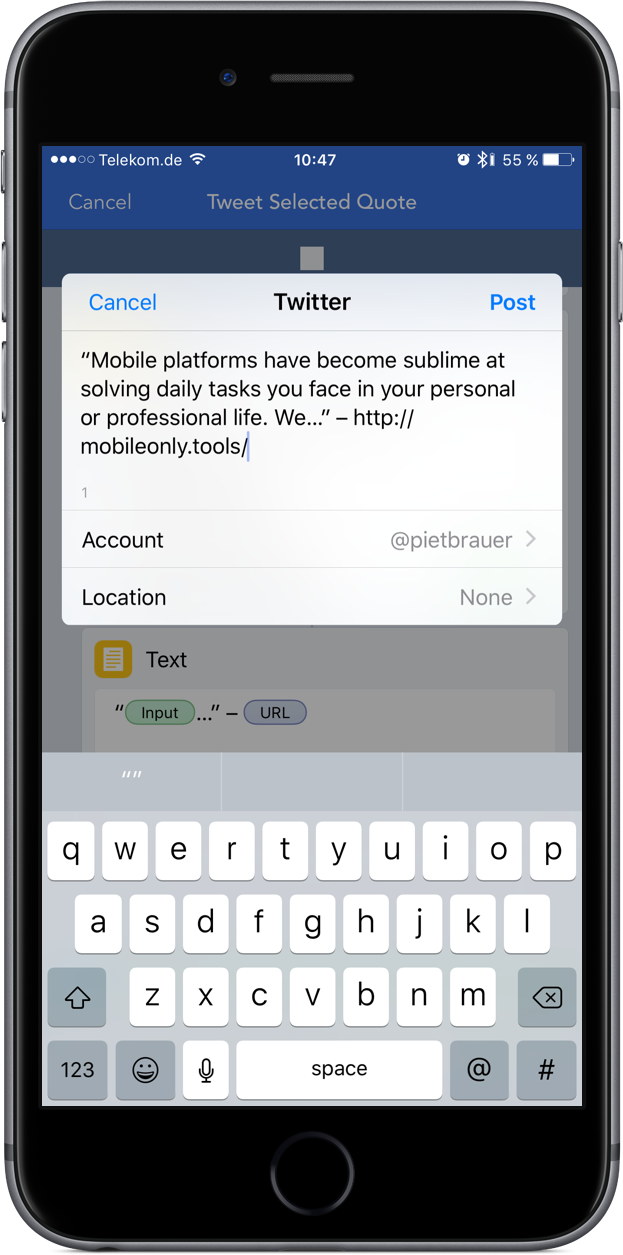 Telekom.de 10:47 55 %
Cancel Tweet Selected Quote
Cancel Twitter Post
“Mobile platforms have become sublime at
solving daily tasks you face in your personal
or professional life. We…” – http://
mobileonly.tools/
1
Account @pietbrauer
Location None
Text
“Input…” – URL
“”
q w e r t y u i o p
a s d f g h j k l
z x c v b n m
123 space @ #